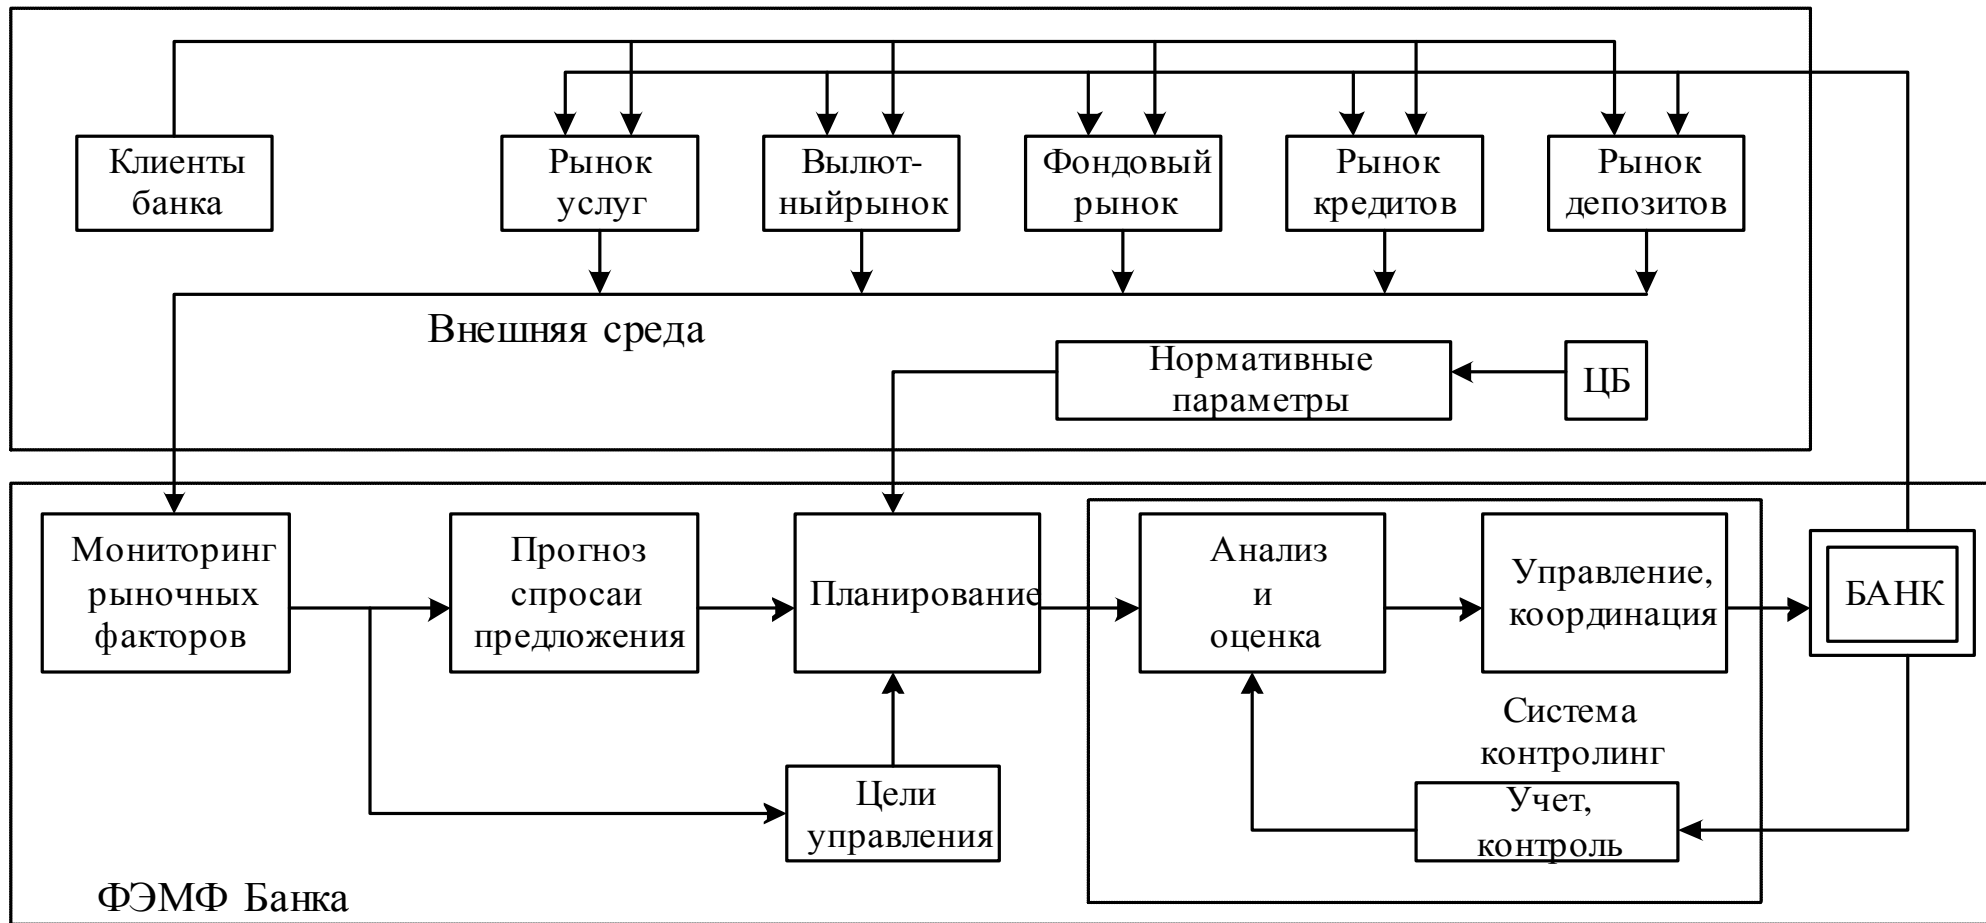 Клиенты
банка
Рынок
услуг
Вылют-
ныйрынок
Фондовый
рынок
Рынок
кредитов
Рынок
депозитов
Внешняя среда
Нормативные
параметры
ЦБ
Мониторинг
рыночных
факторов
Прогноз
спросаи
предложения
Планирование
Анализ
и
оценка
Управление,
координация
БАНК
Система
контролинг
Цели
управления
Учет,
контроль
ФЭМФ Банка